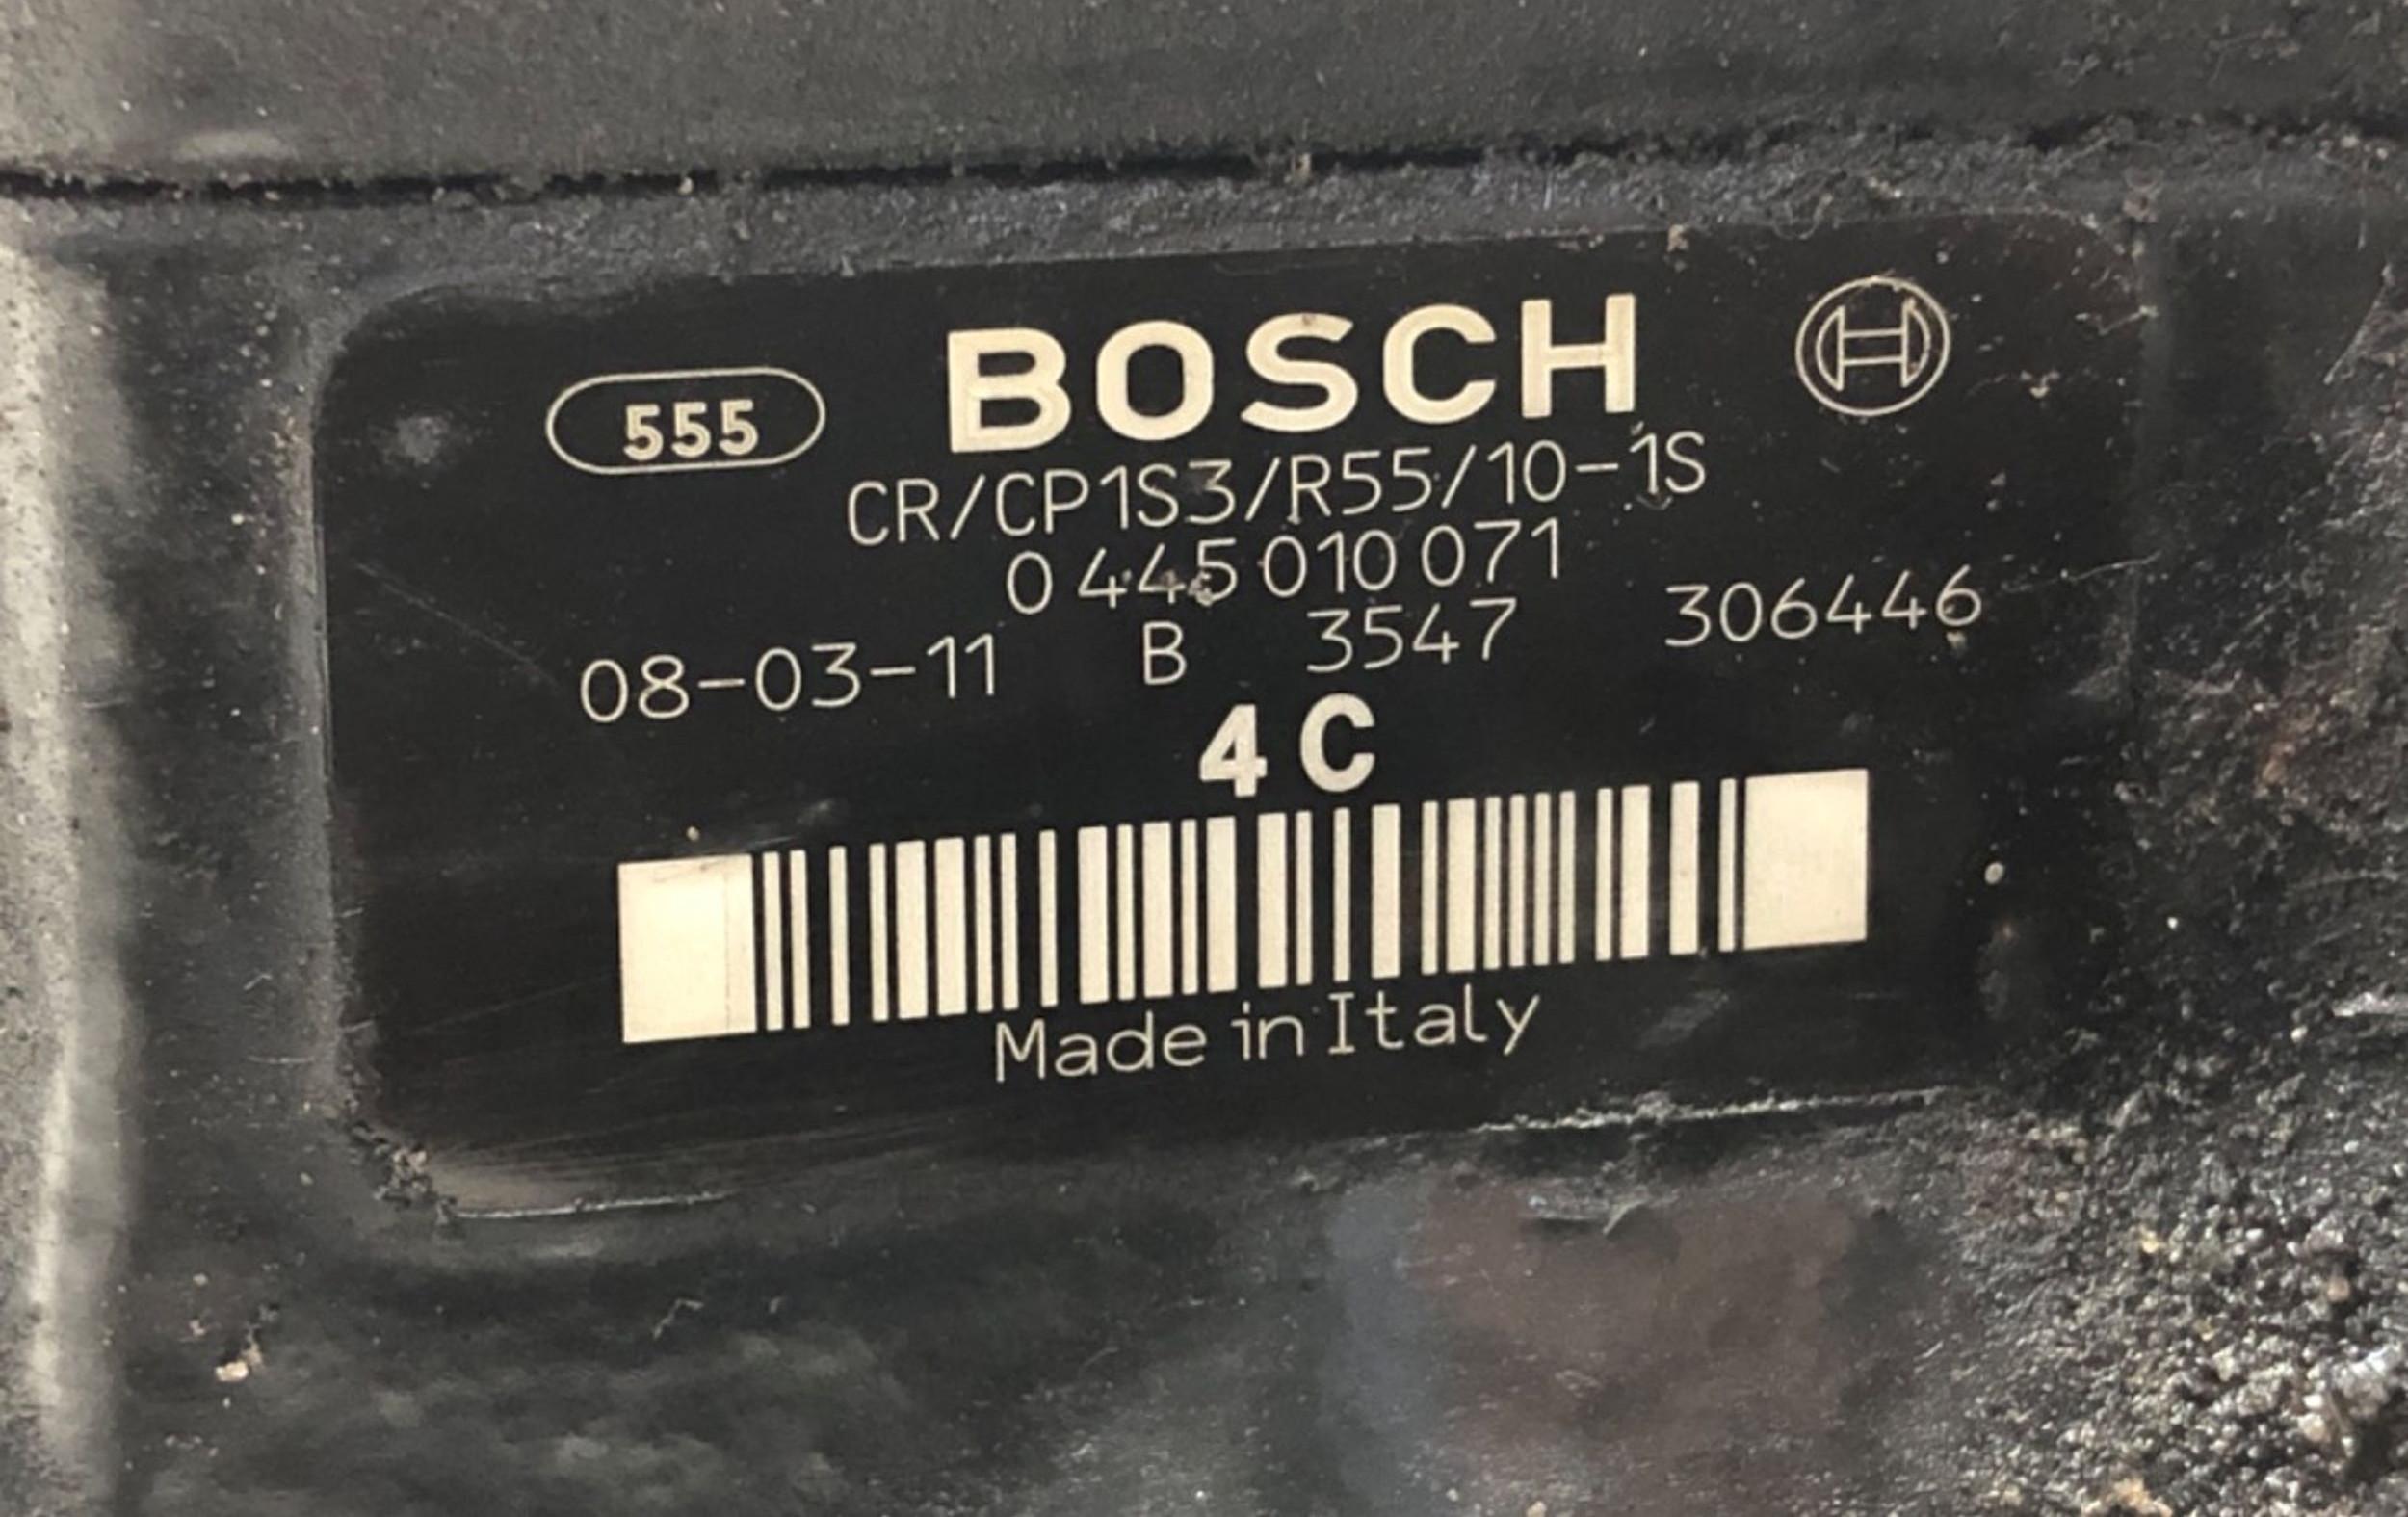 555 BOSCH
CR/CP1S3/R55/10-1S
0 445 010 071
08-03-11 B 3547 306446
4C
Made in Italy